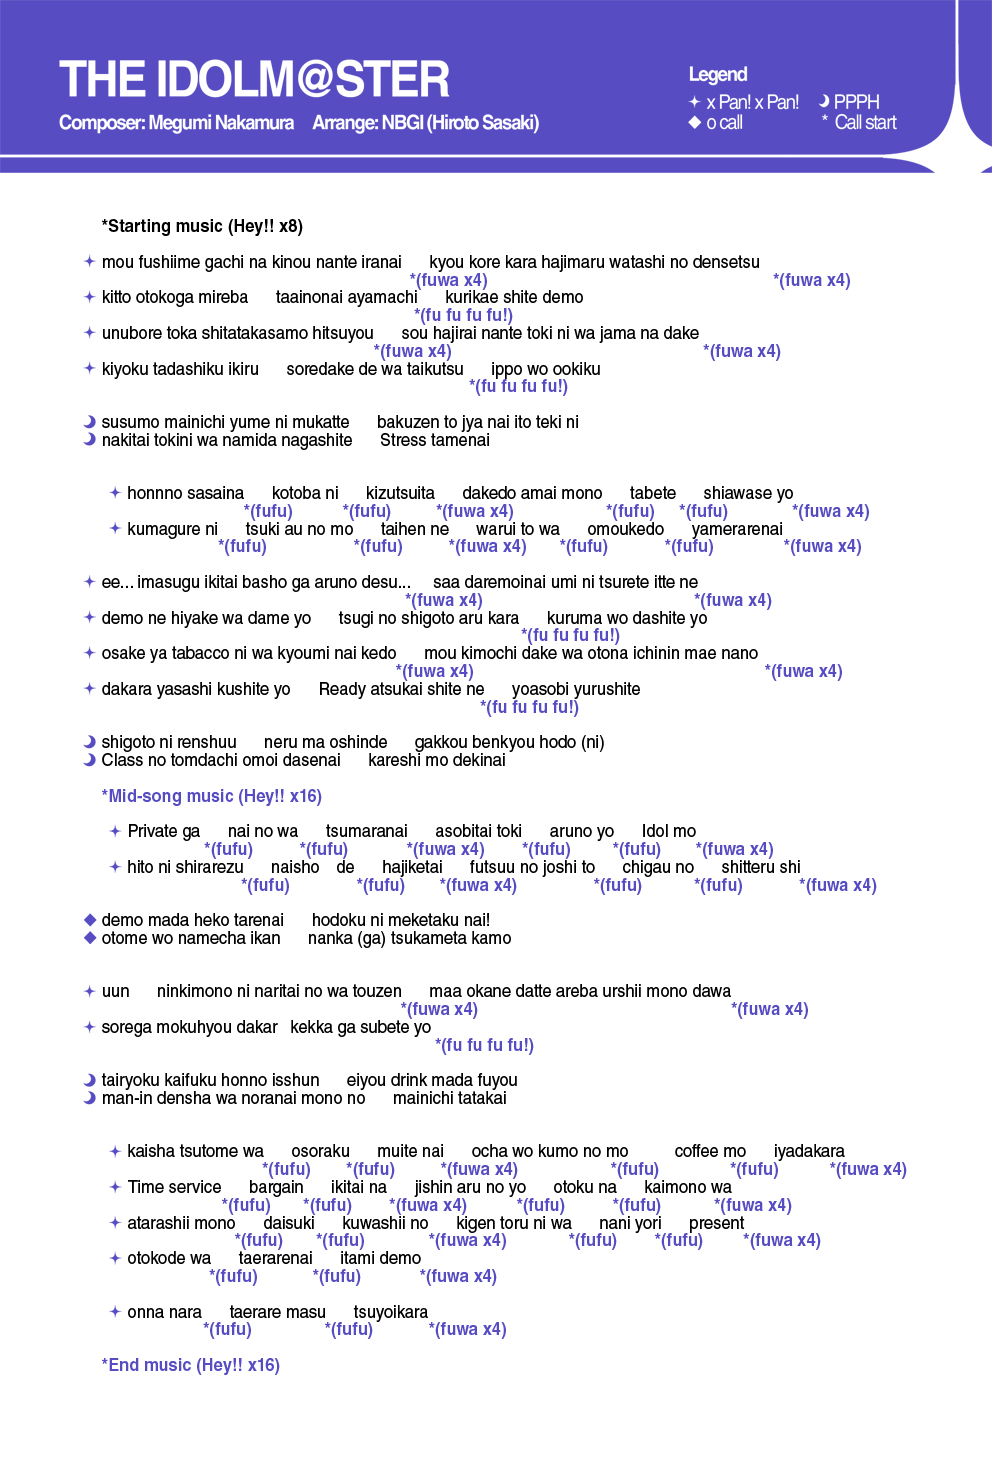 THE IDOLM@STER
Composer: Megumi Nakamura Arrange: NBGI (Hiroto Sasaki)
Legend
x Pan! x Pan! PPPH
o call * Call start
*Starting music (Hey!! x8)
mou fushiime gachi na kinou nante iranai kyou kore kara hajimaru watashi no densetsu
*(fuwa x4) *(fuwa x4)
kitto otokoga mireba taainonai ayamachi kurikae shite demo
*(fu fu fu fu!)
unubore toka shitatakasamo hitsuyou sou hajirai nante toki ni wa jama na dake
*(fuwa x4) *(fuwa x4)
kiyoku tadashiku ikiru soredake de wa taikutsu ippo wo ookiku
*(fu fu fu fu!)
susumo mainichi yume ni mukatte bakuzen to jya nai ito teki ni
nakitai tokini wa namida nagashite Stress tamenai
honnno sasaina kotoba ni kizutsuita dakedo amai mono tabete shiawase yo
*(fufu) *(fufu) *(fuwa x4) *(fufu) *(fufu) *(fuwa x4)
kumagure ni tsuki au no mo taihen ne warui to wa omoukedo yamerarenai
*(fufu) *(fufu) *(fuwa x4) *(fufu) *(fufu) *(fuwa x4)
ee... imasugu ikitai basho ga aruno desu... saa daremoinai umi ni tsurete itte ne
*(fuwa x4) *(fuwa x4)
demo ne hiyake wa dame yo tsugi no shigoto aru kara kuruma wo dashite yo
*(fu fu fu fu!)
osake ya tabacco ni wa kyoumi nai kedo mou kimochi dake wa otona ichinin mae nano
*(fuwa x4) *(fuwa x4)
dakara yasashi kushite yo Ready atsukai shite ne yoasobi yurushite
*(fu fu fu fu!)
shigoto ni renshuu neru ma oshinde gakkou benkyou hodo (ni)
Class no tomdachi omoi dasenai kareshi mo dekinai
*Mid-song music (Hey!! x16)
Private ga nai no wa tsumaranai asobitai toki aruno yo Idol mo
*(fufu) *(fufu) *(fuwa x4) *(fufu) *(fufu) *(fuwa x4)
hito ni shirarezu naisho de hajiketai futsuu no joshi to chigau no shitteru shi
*(fufu) *(fufu) *(fuwa x4) *(fufu) *(fufu) *(fuwa x4)
demo mada heko tarenai hodoku ni meketaku nai!
otome wo namecha ikan nanka (ga) tsukameta kamo
uun ninkimono ni naritai no wa touzen maa okane datte areba urshii mono dawa
*(fuwa x4) *(fuwa x4)
sorega mokuhyou dakar kekka ga subete yo
*(fu fu fu fu!)
tairyoku kaifuku honno isshun eiyou drink mada fuyou
man-in densha wa noranai mono no mainichi tatakai
kaisha tsutome wa osoraku muite nai ocha wo kumo no mo coffee mo iyadakara
*(fufu) *(fufu) *(fuwa x4) *(fufu) *(fufu) *(fuwa x4)
Time service bargain ikitai na jishin aru no yo otoku na kaimono wa
*(fufu) *(fufu) *(fuwa x4) *(fufu) *(fufu) *(fuwa x4)
atarashii mono daisuki kuwashii no kigen toru ni wa nani yori present
*(fufu) *(fufu) *(fuwa x4) *(fufu) *(fufu) *(fuwa x4)
otokode wa taerarenai itami demo
*(fufu) *(fufu) *(fuwa x4)
onna nara taerare masu tsuyoikara
*(fufu) *(fufu) *(fuwa x4)
*End music (Hey!! x16)